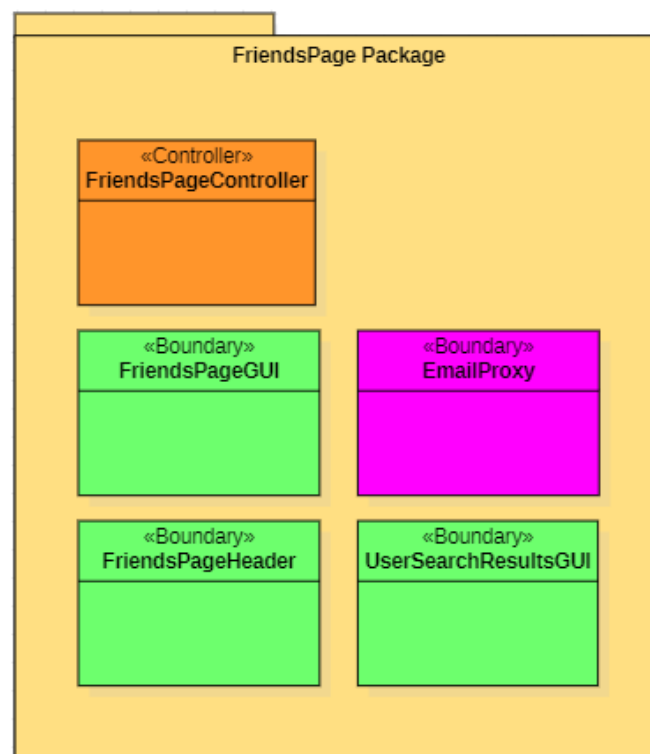 FriendsPage Package
«Controller»
FriendsPageController
«Boundary»
FriendsPageGUI
«Boundary»
EmailProxy
«Boundary»
FriendsPageHeader
«Boundary»
UserSearchResultsGUI